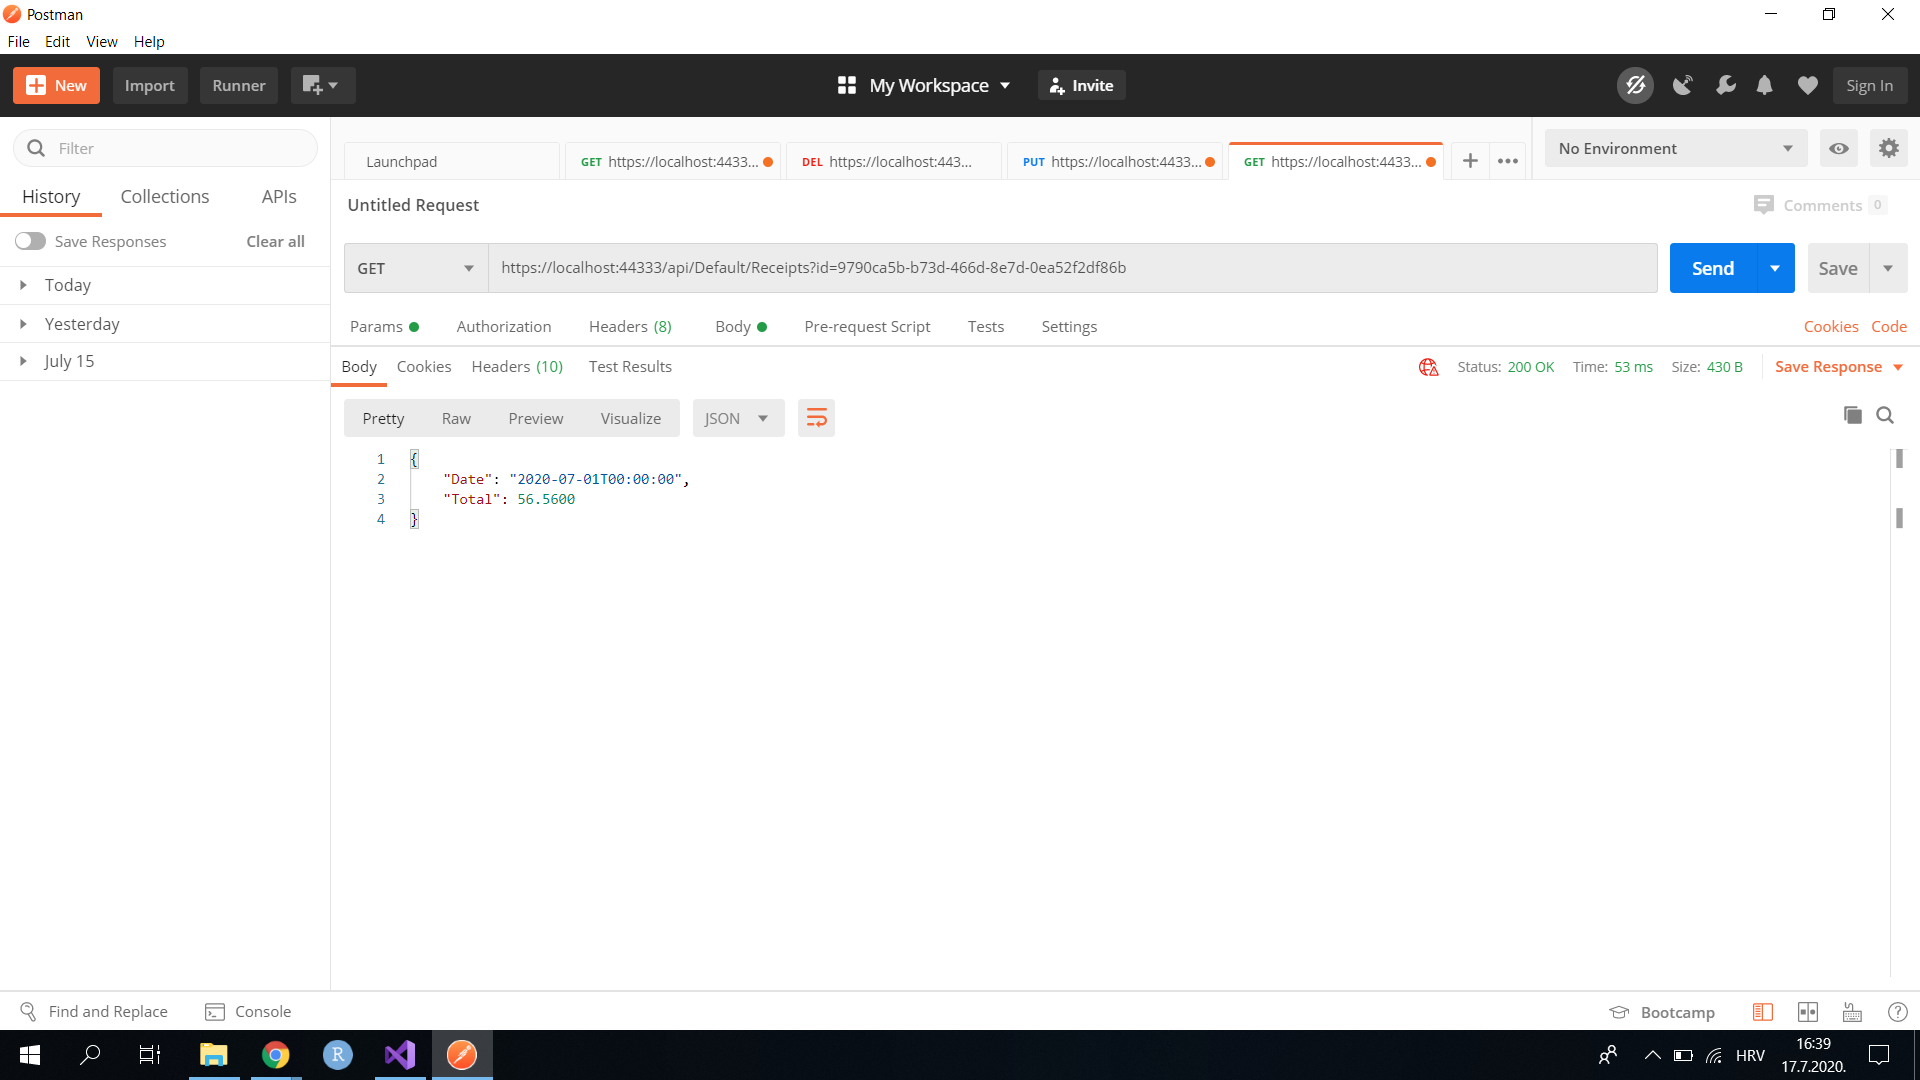 Postman
File Edit View Help
New Import Runner My Workspace Invite Sign In
Filter
History Collections APIs
Save Responses Clear all
Today
Yesterday
July 15
Launchpad GET https://localhost:4433... DEL https://localhost:443... PUT https://localhost:4433... GET https://localhost:4433... No Environment
Untitled Request Comments 0
GET https://localhost:44333/api/Default/Receipts?id=9790ca5b-b73d-466d-8e7d-0ea52f2df86b Send Save
Params Authorization Headers (8) Body Pre-request Script Tests Settings Cookies Code
Body Cookies Headers (10) Test Results Status: 200 OK Time: 53 ms Size: 430 B Save Response
Pretty Raw Preview Visualize JSON
1 {
2 "Date": "2020-07-01T00:00:00",
3 "Total": 56.5600
4 }
Find and Replace Console Bootcamp
R HRV 16:39
17.7.2020.